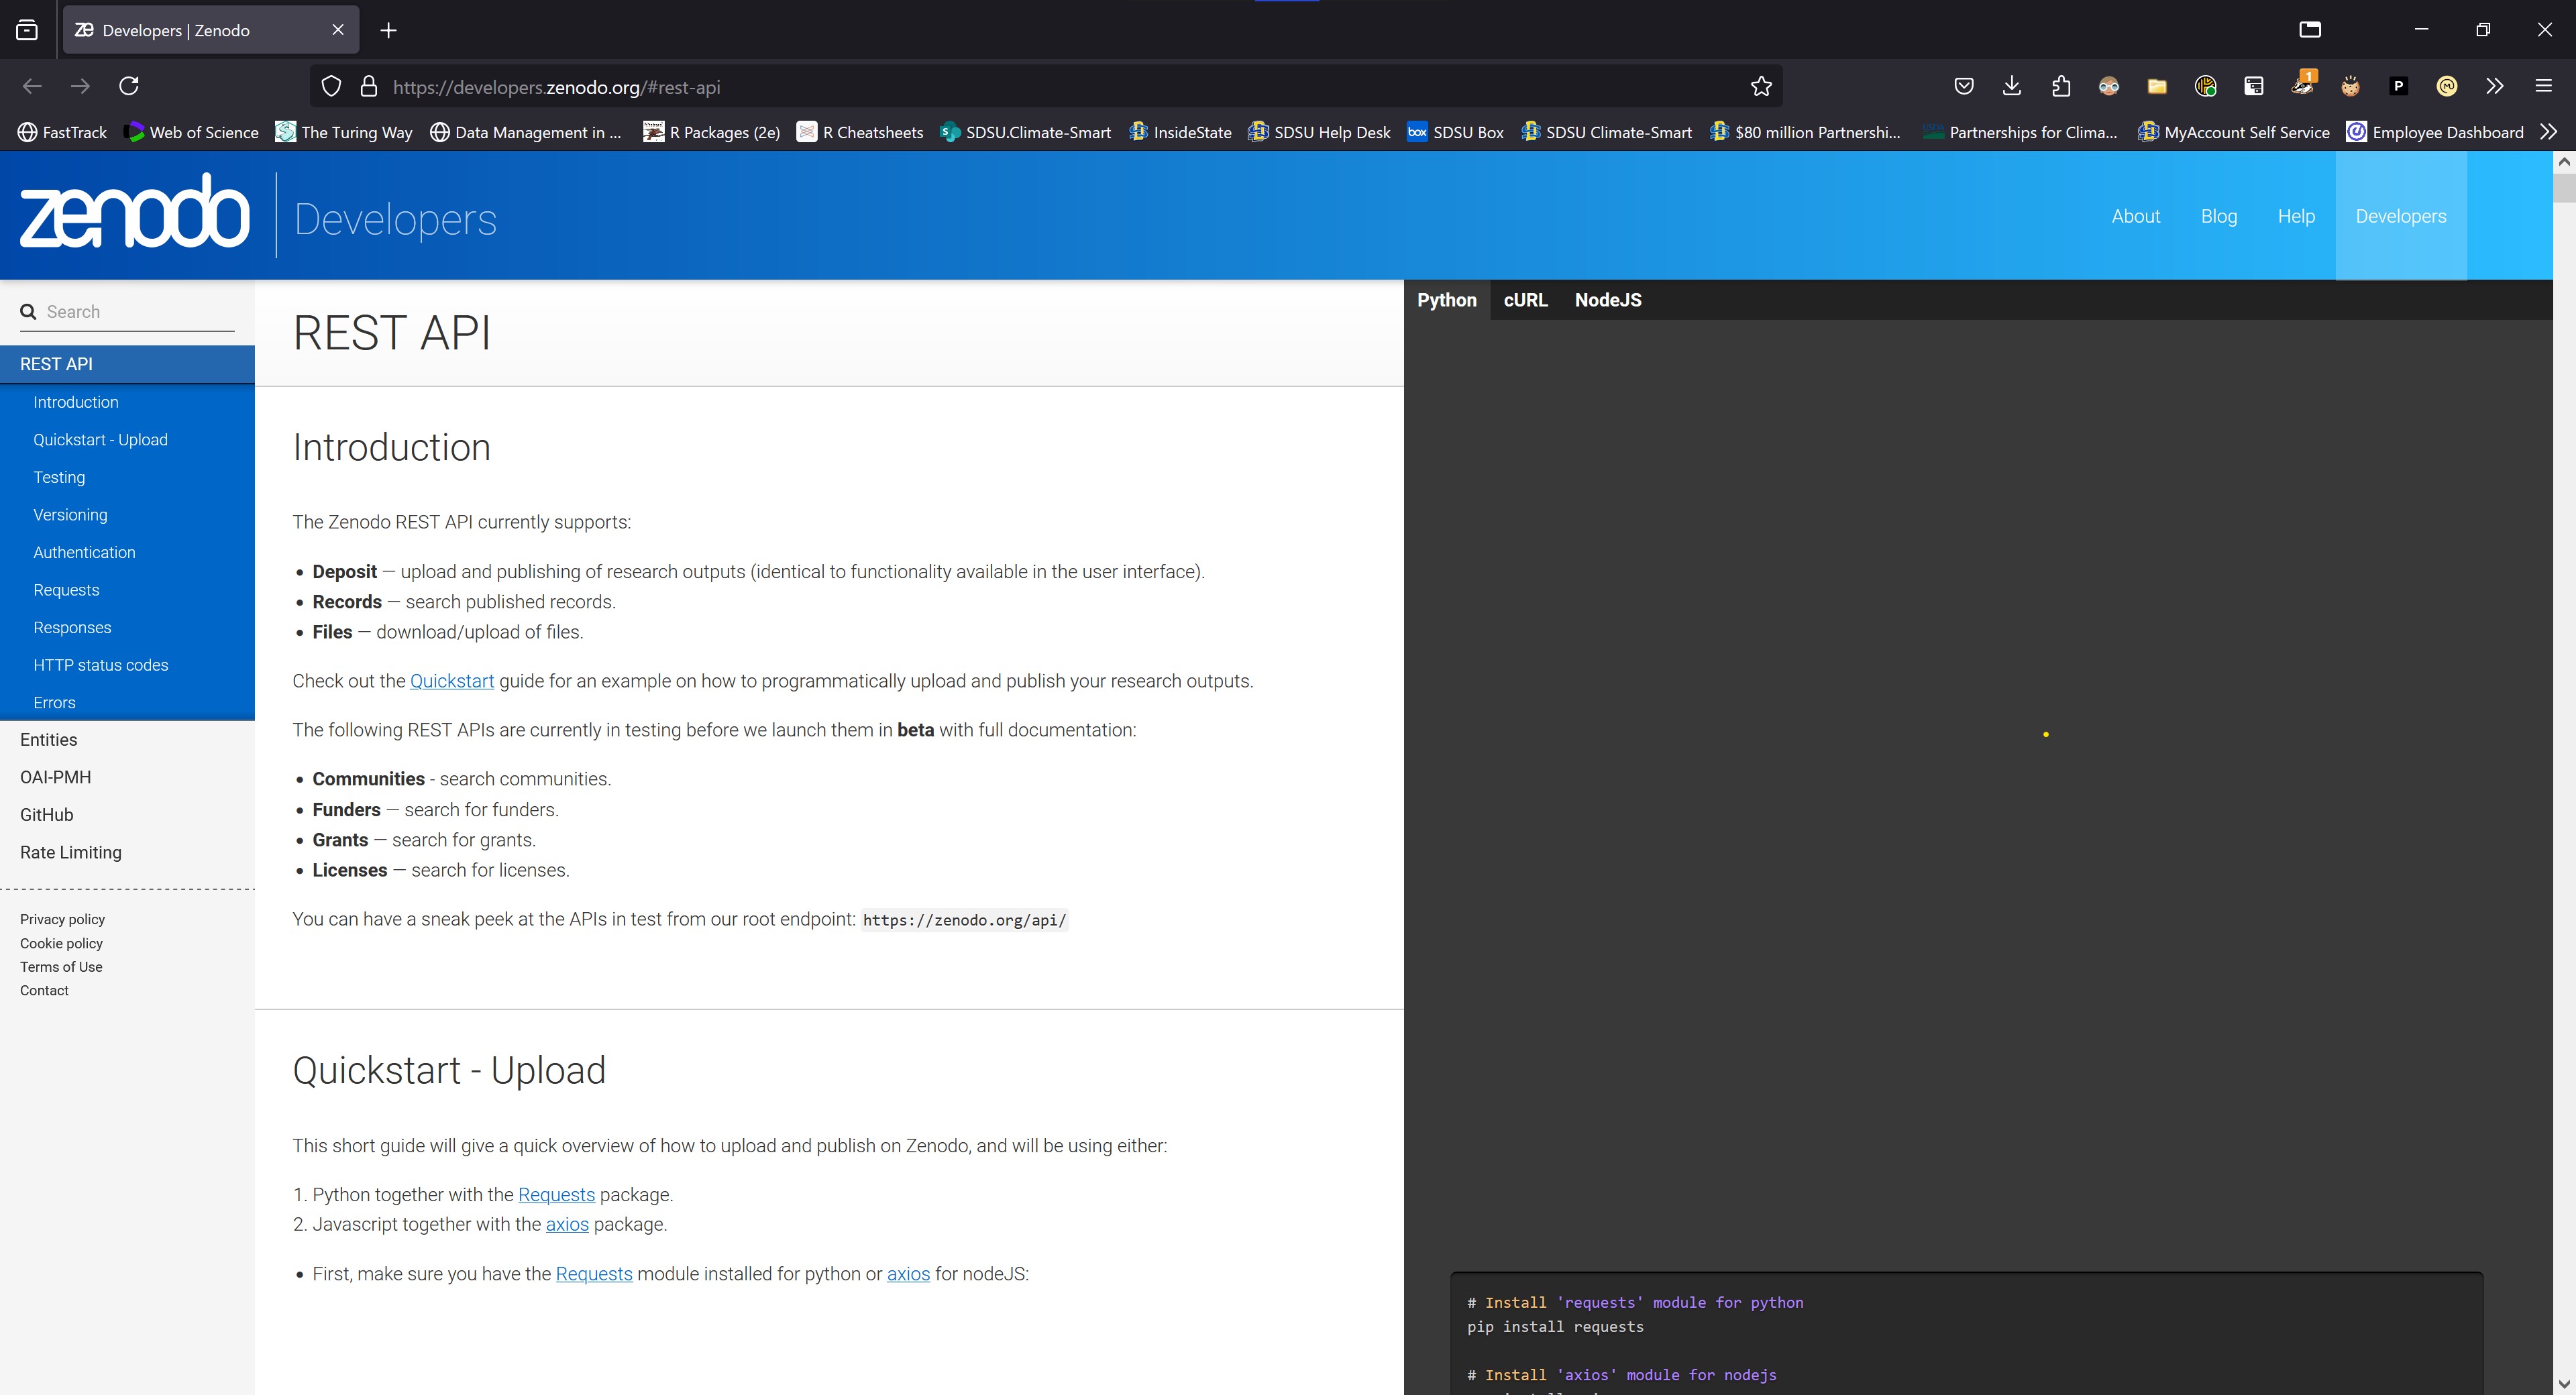 Developers | Zenodo
https://developers.zenodo.org/#rest-api
1
P
FastTrack
Web of Science
The Turing Way
Data Management in ...
R Packages (2e)
R Cheatsheets
SDSU.Climate-Smart
InsideState
SDSU Help Desk
box SDSU Box
SDSU Climate-Smart
$80 million Partnershi...
Partnerships for Clima...
MyAccount Self Service
Employee Dashboard
zenodo Developers
About
Blog
Help
Developers
Search
REST API
Introduction
Quickstart - Upload
Testing
Versioning
Authentication
Requests
Responses
HTTP status codes
Errors
Entities
OAI-PMH
GitHub
Rate Limiting
Privacy policy
Cookie policy
Terms of Use
Contact
REST API
Introduction
The Zenodo REST API currently supports:
• Deposit — upload and publishing of research outputs (identical to functionality available in the user interface).
• Records — search published records.
• Files — download/upload of files.
Check out the Quickstart guide for an example on how to programmatically upload and publish your research outputs.
The following REST APIs are currently in testing before we launch them in beta with full documentation:
• Communities - search communities.
• Funders — search for funders.
• Grants — search for grants.
• Licenses — search for licenses.
You can have a sneak peek at the APIs in test from our root endpoint: https://zenodo.org/api/
Quickstart - Upload
This short guide will give a quick overview of how to upload and publish on Zenodo, and will be using either:
1. Python together with the Requests package.
2. Javascript together with the axios package.
• First, make sure you have the Requests module installed for python or axios for nodeJS:
Python
cURL
NodeJS
# Install 'requests' module for python
pip install requests
# Install 'axios' module for nodejs